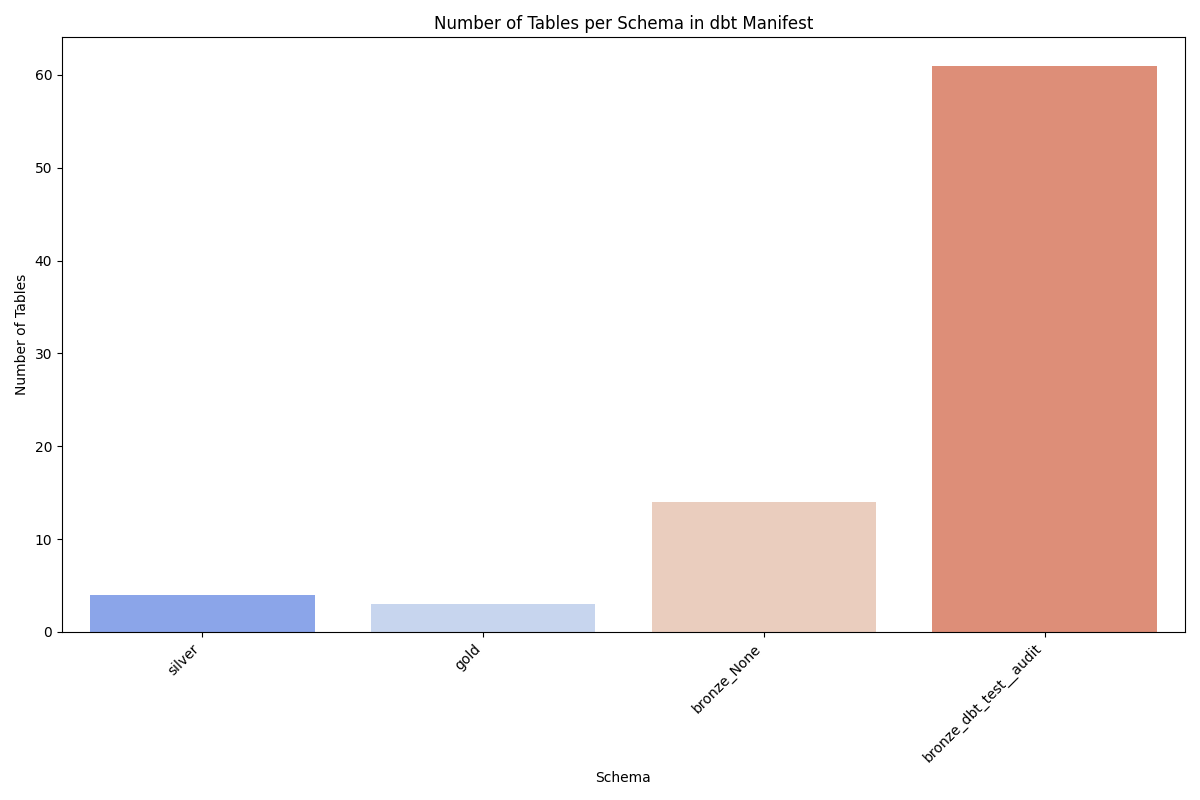 Number of Tables per Schema in dbt Manifest
Number of Tables
60
50
40
30
20
10
0
silver
gold
bronze_None
bronze_dbt_test__audit
Schema